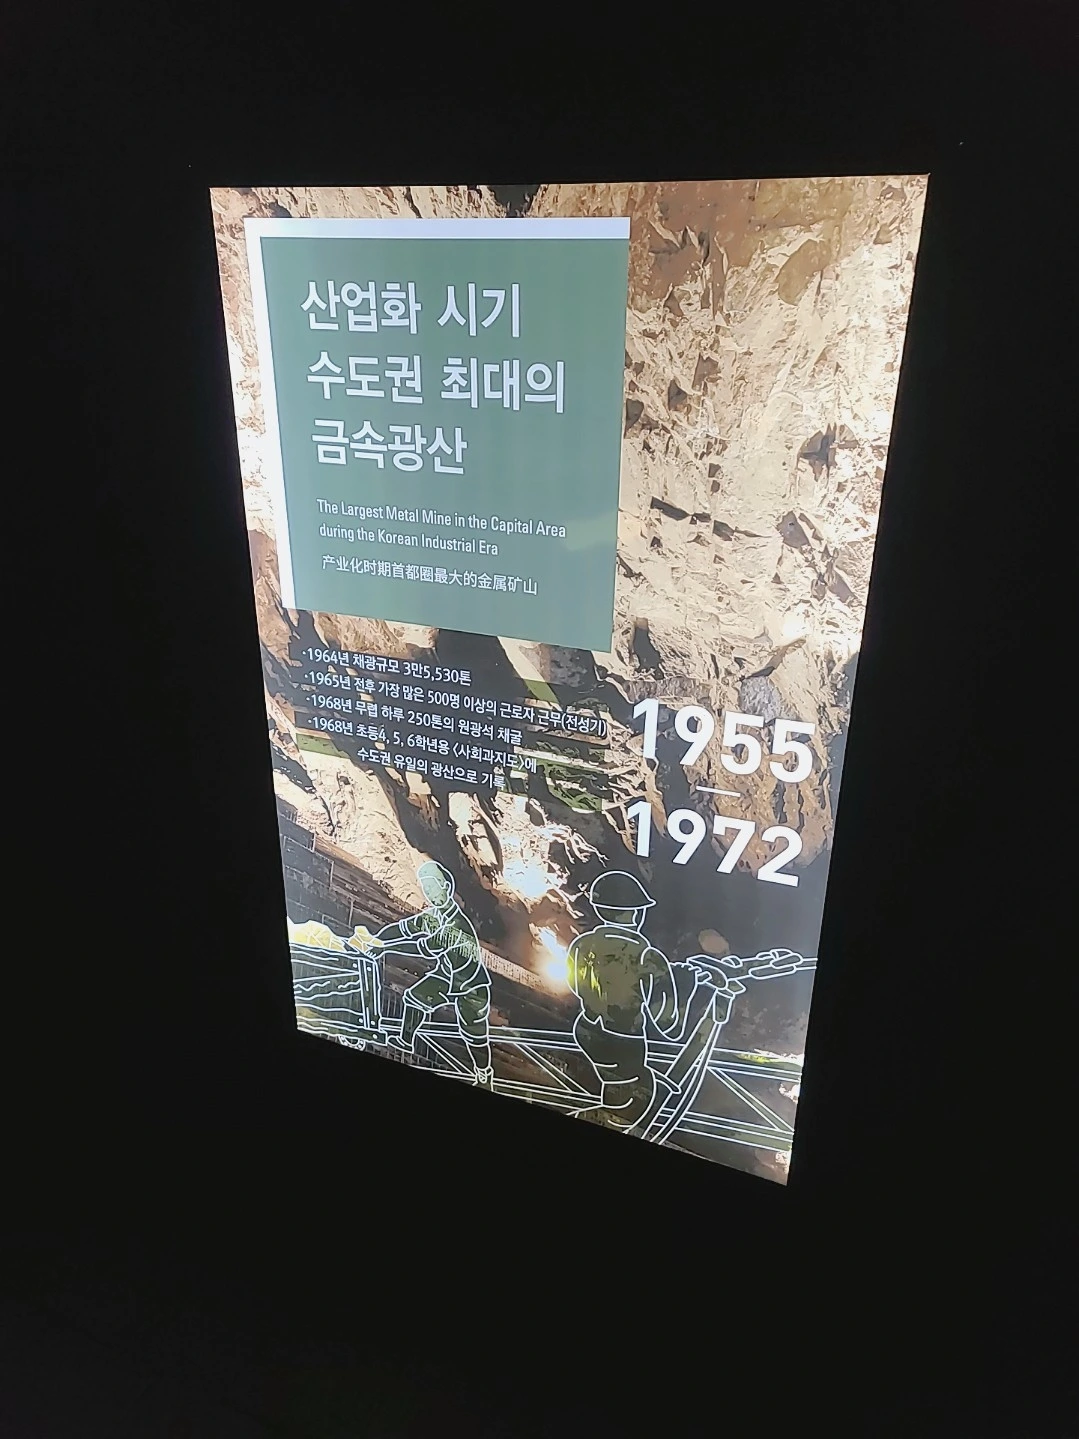 산업화 시기
수도권 최대의
금속광산
The Largest Metal Mine in the Capital Area
during the Korean Industrial Era
产业化时期首都圈最大的金属矿山
·1964년 채광규모 3만5,530톤
·1965년 전후 가장 많은 500명 이상의 근로자 근무(전성기)
·1968년 무렵 하루 250톤의 원광석 채굴
·1968년 초등4, 5, 6학년용 <사회과지도>에
수도권 유일의 광산으로 기록
1955
1972